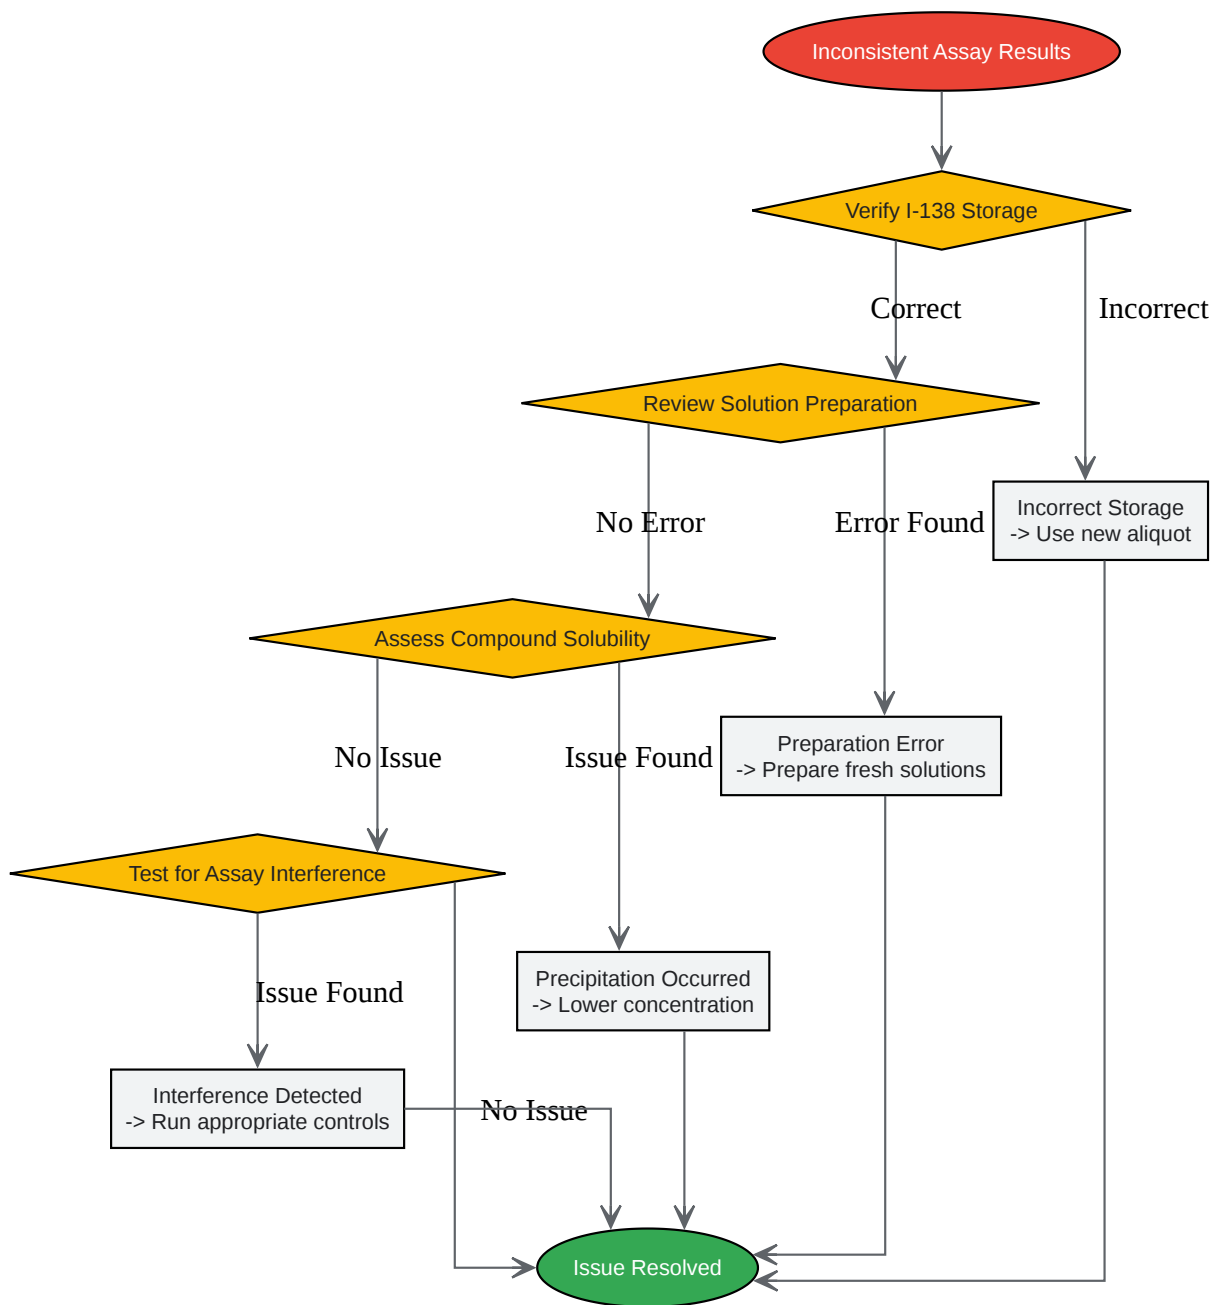 Inconsistent Assay Results
Verify I-138 Storage
Correct
Incorrect
Review Solution Preparation
No Error
Error Found
Incorrect Storage
-> Use new aliquot
Assess Compound Solubility
No Issue
Issue Found
Preparation Error
-> Prepare fresh solutions
Test for Assay Interference
Issue Found
Precipitation Occurred
-> Lower concentration
Interference Detected
-> Run appropriate controls
No Issue
Issue Resolved